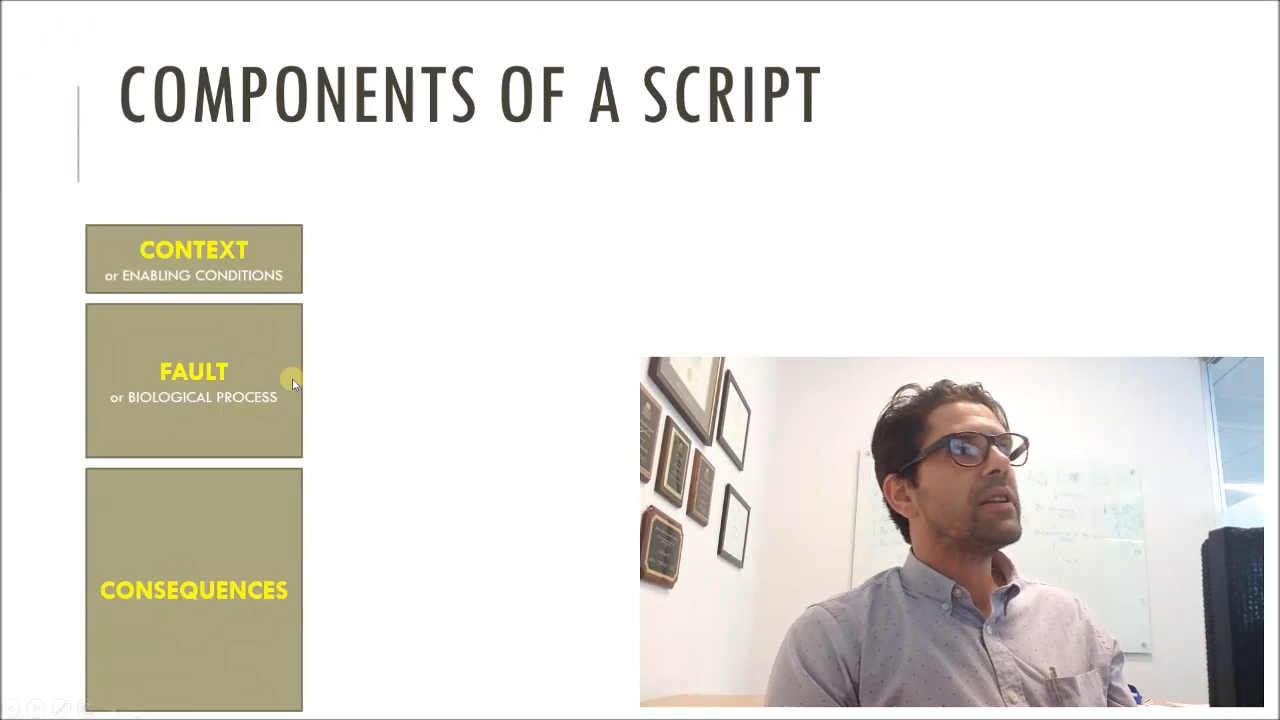 COMPONENTS OF A SCRIPT
CONTEXT
or ENABLING CONDITIONS
FAULT
or BIOLOGICAL PROCESS
CONSEQUENCES